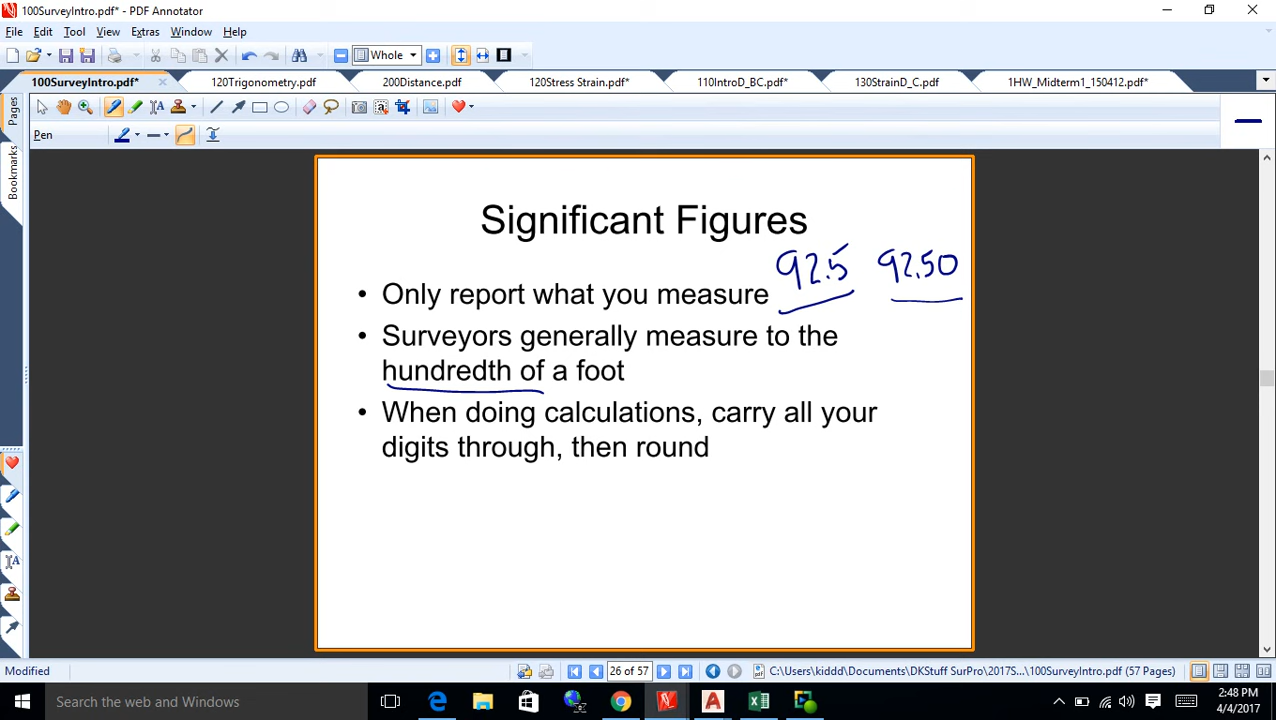 100SurveyIntro.pdf* - PDF Annotator
File Edit Tool View Extras Window Help
Whole
100SurveyIntro.pdf* 120Trigonometry.pdf 200Distance.pdf 120Stress Strain.pdf* 110IntroD_BC.pdf* 130StrainD_C.pdf 1HW_Midterm1_150412.pdf*
Pen
Pages
Bookmarks
Significant Figures
92.5 92.50
• Only report what you measure
• Surveyors generally measure to the
hundredth of a foot
• When doing calculations, carry all your
digits through, then round
Modified
26 of 57
C:\Users\kiddd\Documents\DKStuff SurPro\2017S...\100SurveyIntro.pdf (57 Pages)
Search the web and Windows
2:48 PM
4/4/2017